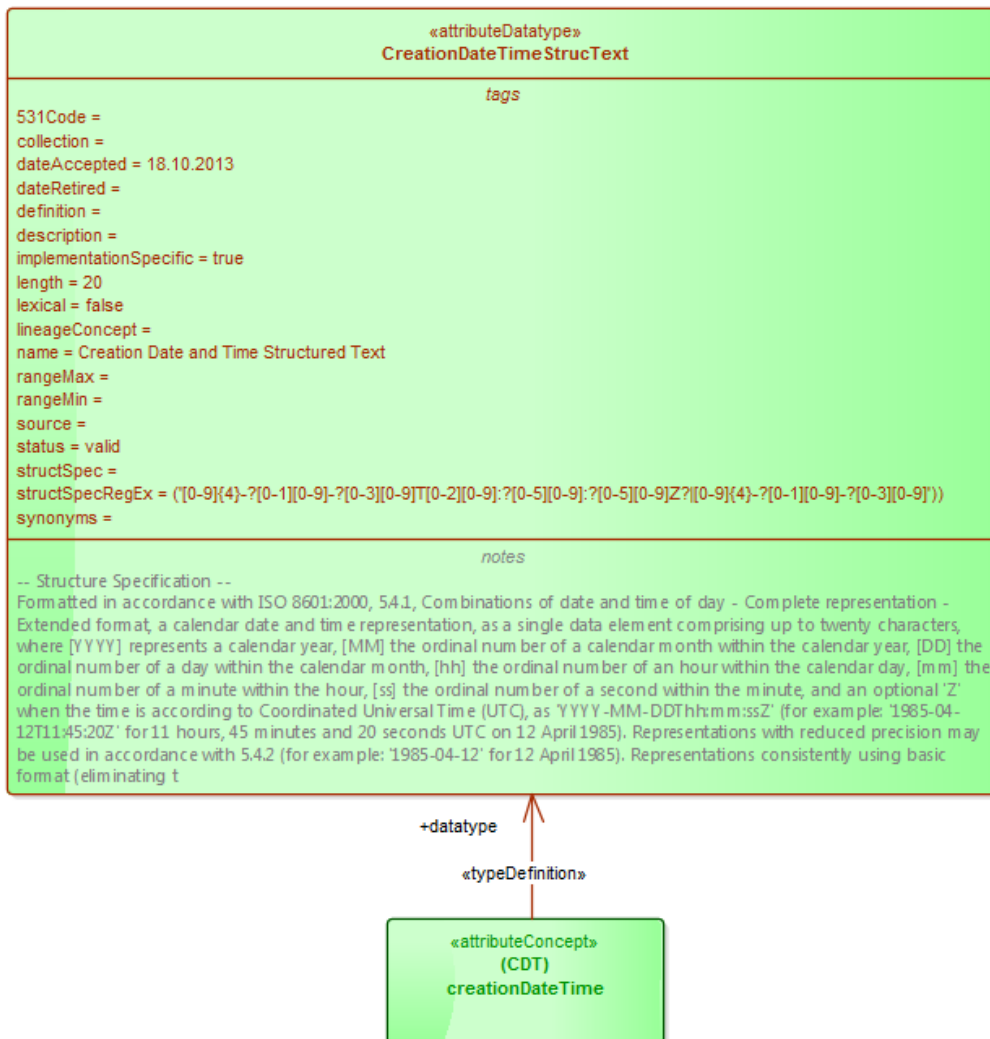 «attributeDatatype»
CreationDateTimeStrucText
tags
531Code =
collection =
dateAccepted = 18.10.2013
dateRetired =
definition =
description =
implementationSpecific = true
length = 20
lexical = false
lineageConcept =
name = Creation Date and Time Structured Text
rangeMax =
rangeMin =
source =
status = valid
structSpec =
structSpecRegEx = ('[0-9]{4}-?[0-1][0-9]-?[0-3][0-9]T[0-2][0-9]:?[0-5][0-9]:?[0-5][0-9]Z?|[0-9]{4}-?[0-1][0-9]-?[0-3][0-9]'))
synonyms =
notes
-- Structure Specification --
Formatted in accordance with ISO 8601:2000, 5.4.1, Combinations of date and time of day - Complete representation -
Extended format, a calendar date and time representation, as a single data element comprising up to twenty characters,
where [YYYY] represents a calendar year, [MM] the ordinal number of a calendar month within the calendar year, [DD] the
ordinal number of a day within the calendar month, [hh] the ordinal number of an hour within the calendar day, [mm] the
ordinal number of a minute within the hour, [ss] the ordinal number of a second within the minute, and an optional 'Z'
when the time is according to Coordinated Universal Time (UTC), as 'YYYY-MM-DDThh:mm:ssZ' (for example: '1985-04-
12T11:45:20Z' for 11 hours, 45 minutes and 20 seconds UTC on 12 April 1985). Representations with reduced precision may
be used in accordance with 5.4.2 (for example: '1985-04-12' for 12 April 1985). Representations consistently using basic
format (eliminating t
+datatype
«typeDefinition»
«attributeConcept»
(CDT)
creationDateTime